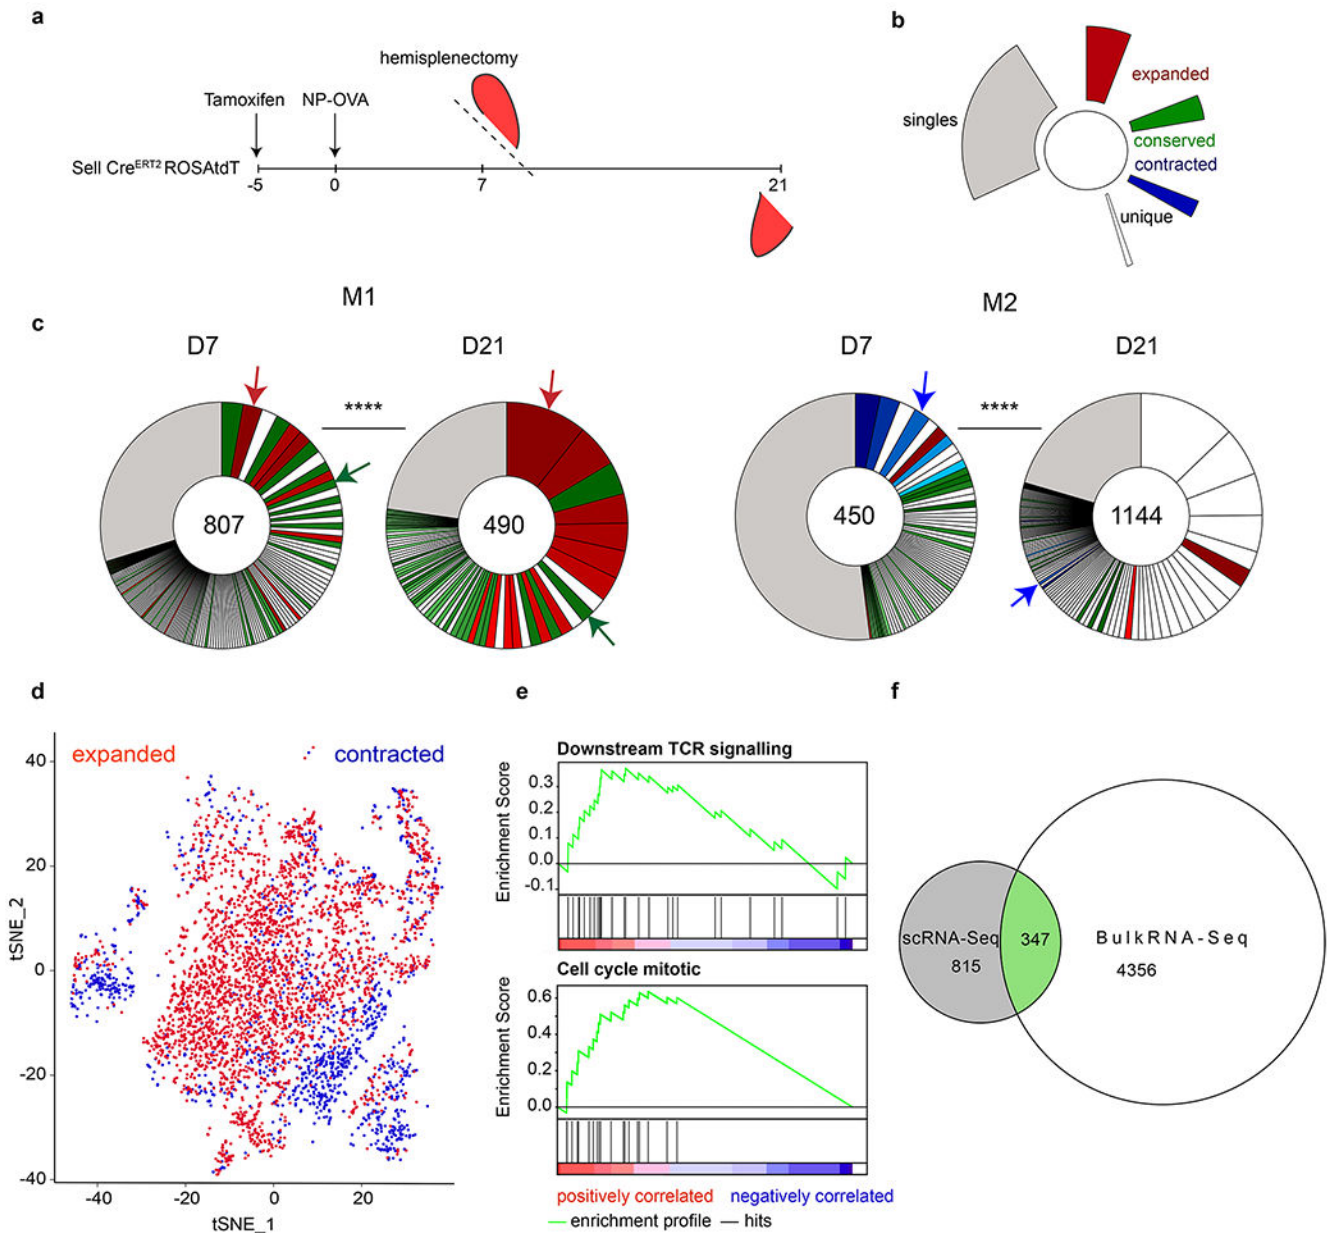 a
hemisplenectomy
Tamoxifen
NP-OVA
Sell Cre^ERT2 ROSAtdT
-5
0
7
21
b
expanded
singles
conserved
contracted
unique
c
M1
D7
D21
****
807
490
M2
D7
D21
****
450
1144
d
expanded
contracted
40
20
0
-20
-40
tSNE_2
-40
-20
0
20
tSNE_1
e
Downstream TCR signalling
Enrichment Score
0.3
0.2
0.1
0.0
-0.1
Cell cycle mitotic
Enrichment Score
0.6
0.4
0.2
0.0
positively correlated
negatively correlated
enrichment profile
hits
f
scRNA-Seq
815
347
BulkRNA-Seq
4356